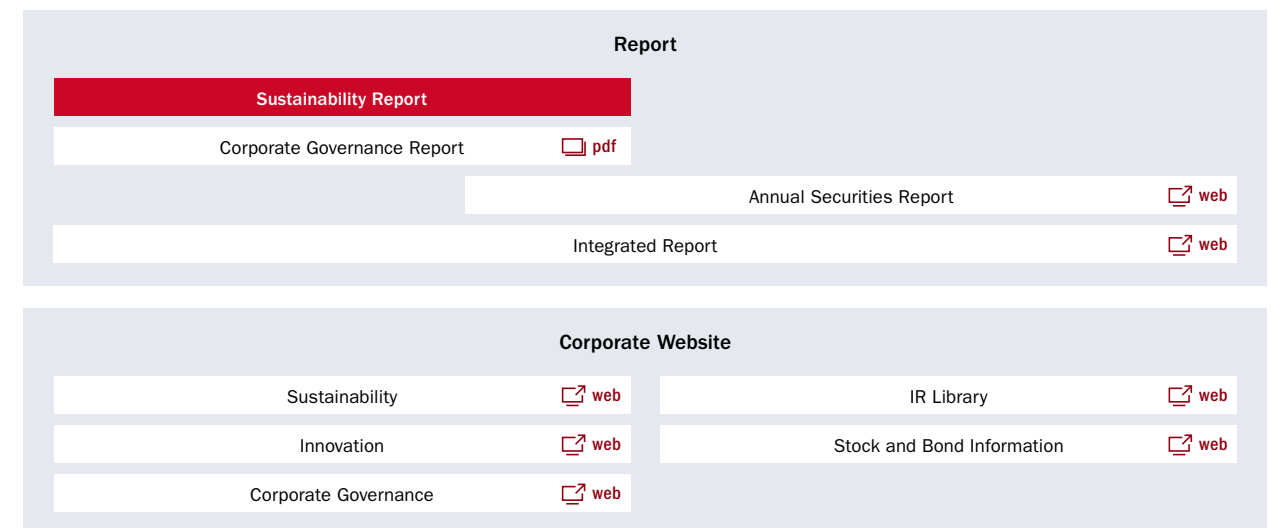 Report
Sustainability Report
Corporate Governance Report pdf
Annual Securities Report web
Integrated Report web
Corporate Website
Sustainability web
IR Library web
Innovation web
Stock and Bond Information web
Corporate Governance web